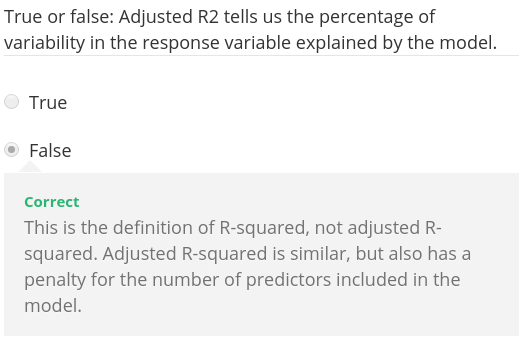 True or false: Adjusted R2 tells us the percentage of
variability in the response variable explained by the model.
True
False
Correct
This is the definition of R-squared, not adjusted R-
squared. Adjusted R-squared is similar, but also has a
penalty for the number of predictors included in the
model.